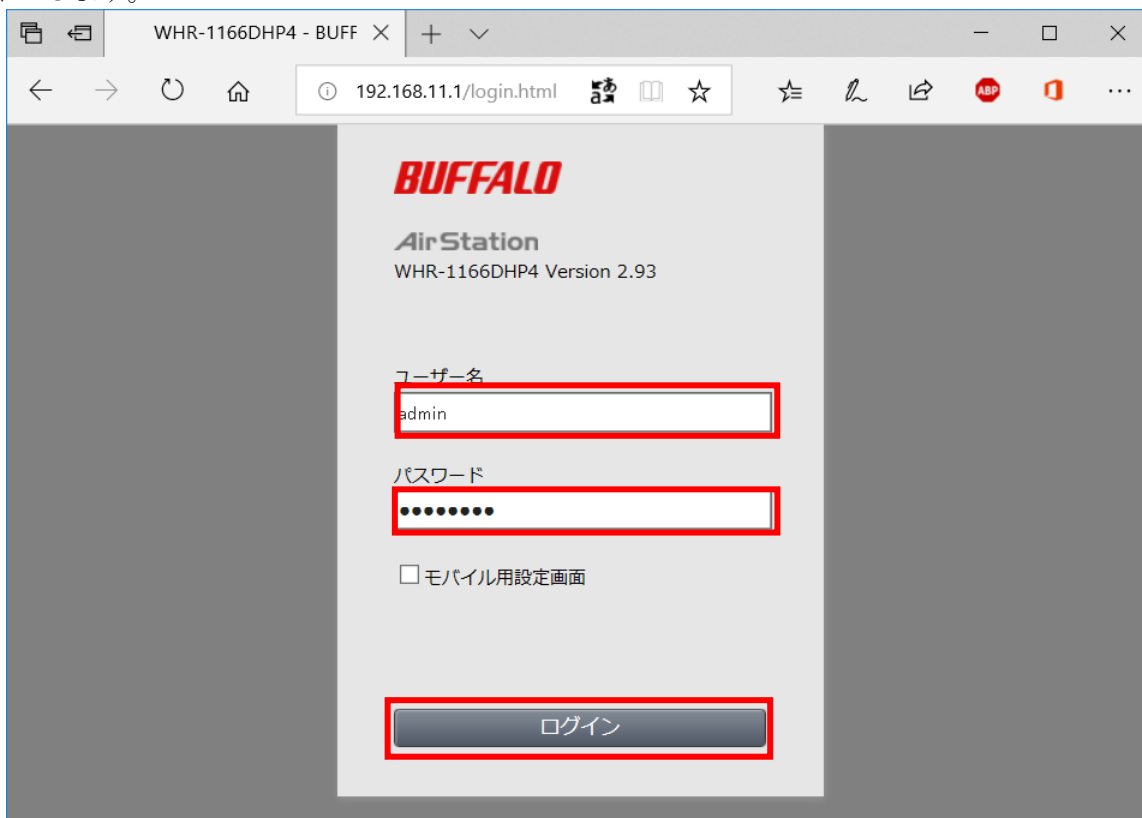 WHR-1166DHP4 - BUFF
192.168.11.1/login.html
ABP
BUFFALO
AirStation
WHR-1166DHP4 Version 2.93
ユーザー名
admin
パスワード
●●●●●●●●
モバイル用設定画面
ログイン